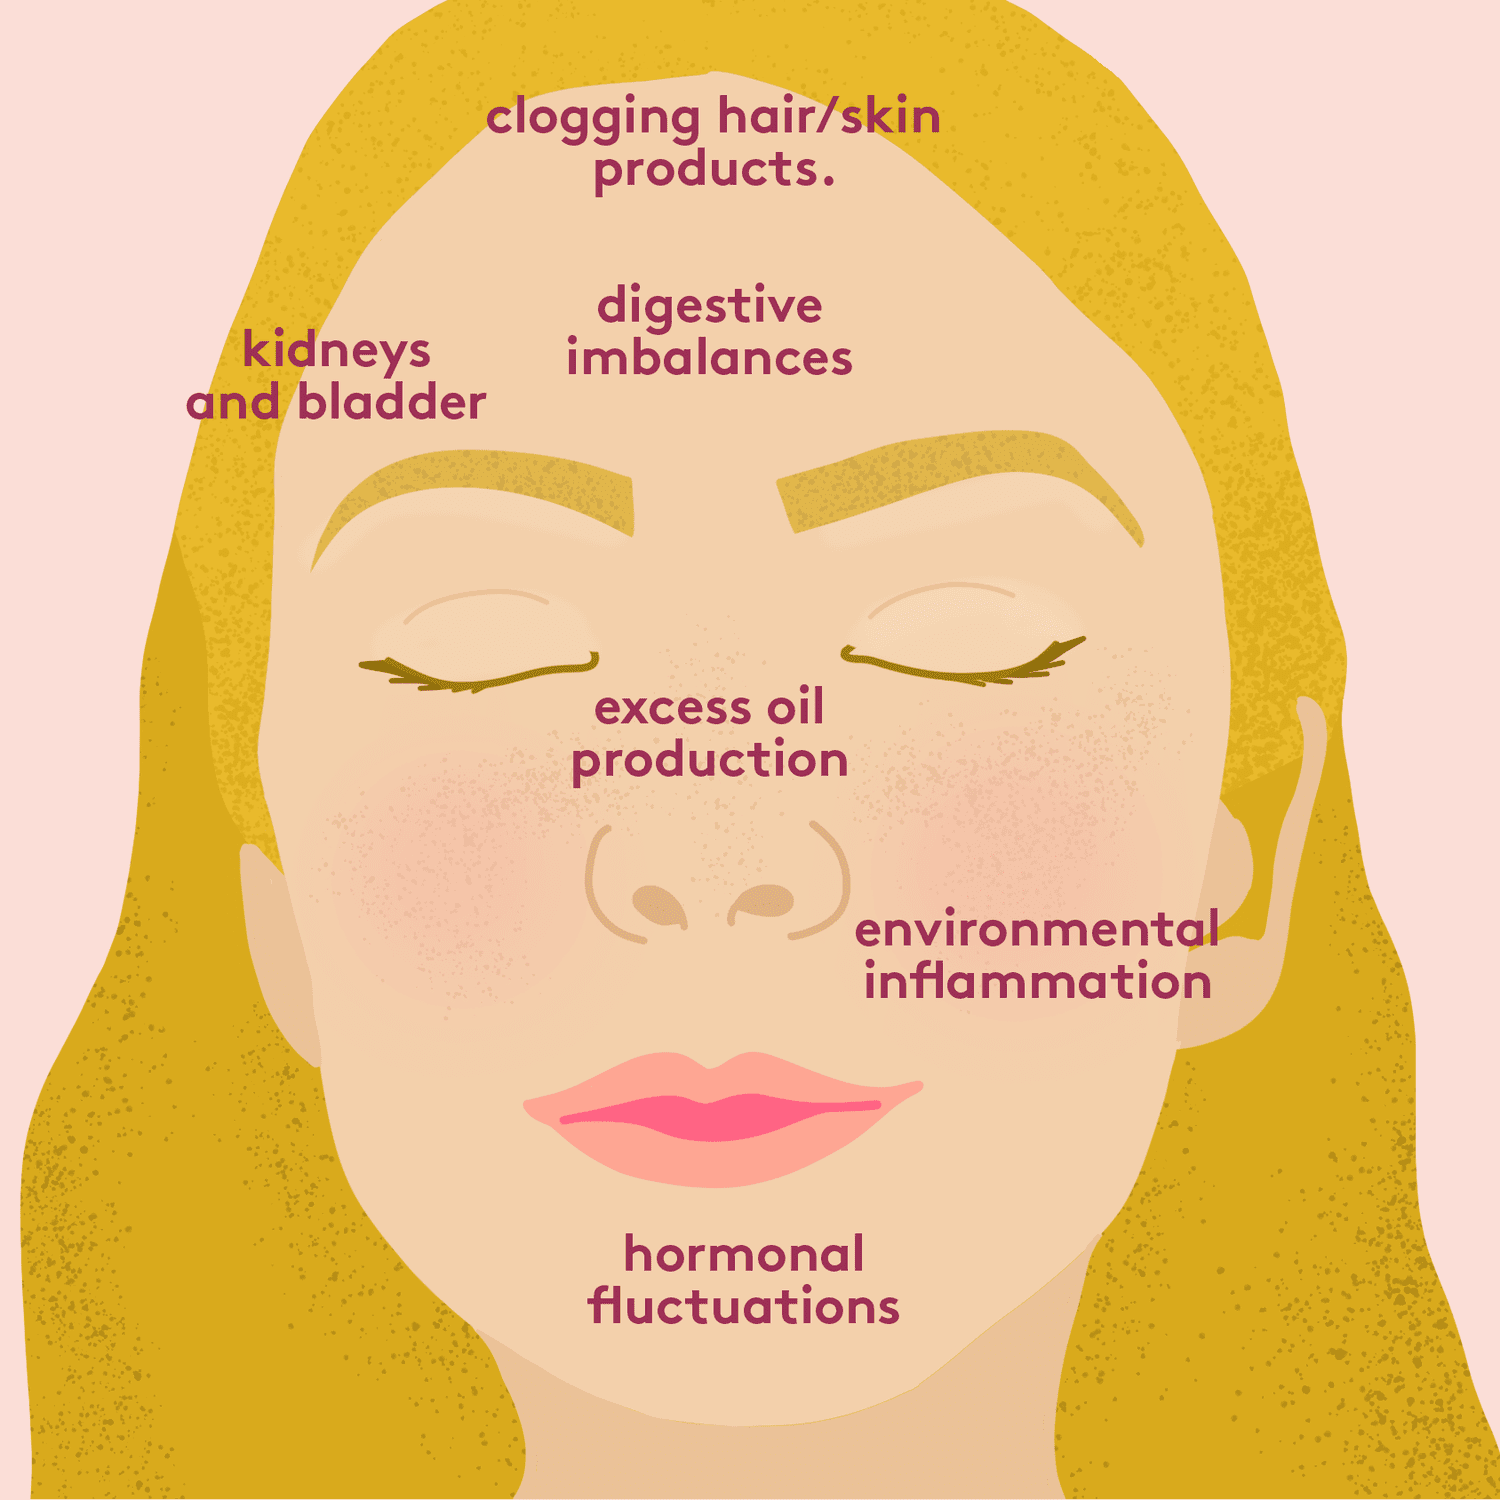 clogging hair/skin
products.
digestive
imbalances
kidneys
and bladder
excess oil
production
environmental
inflammation
hormonal
fluctuations